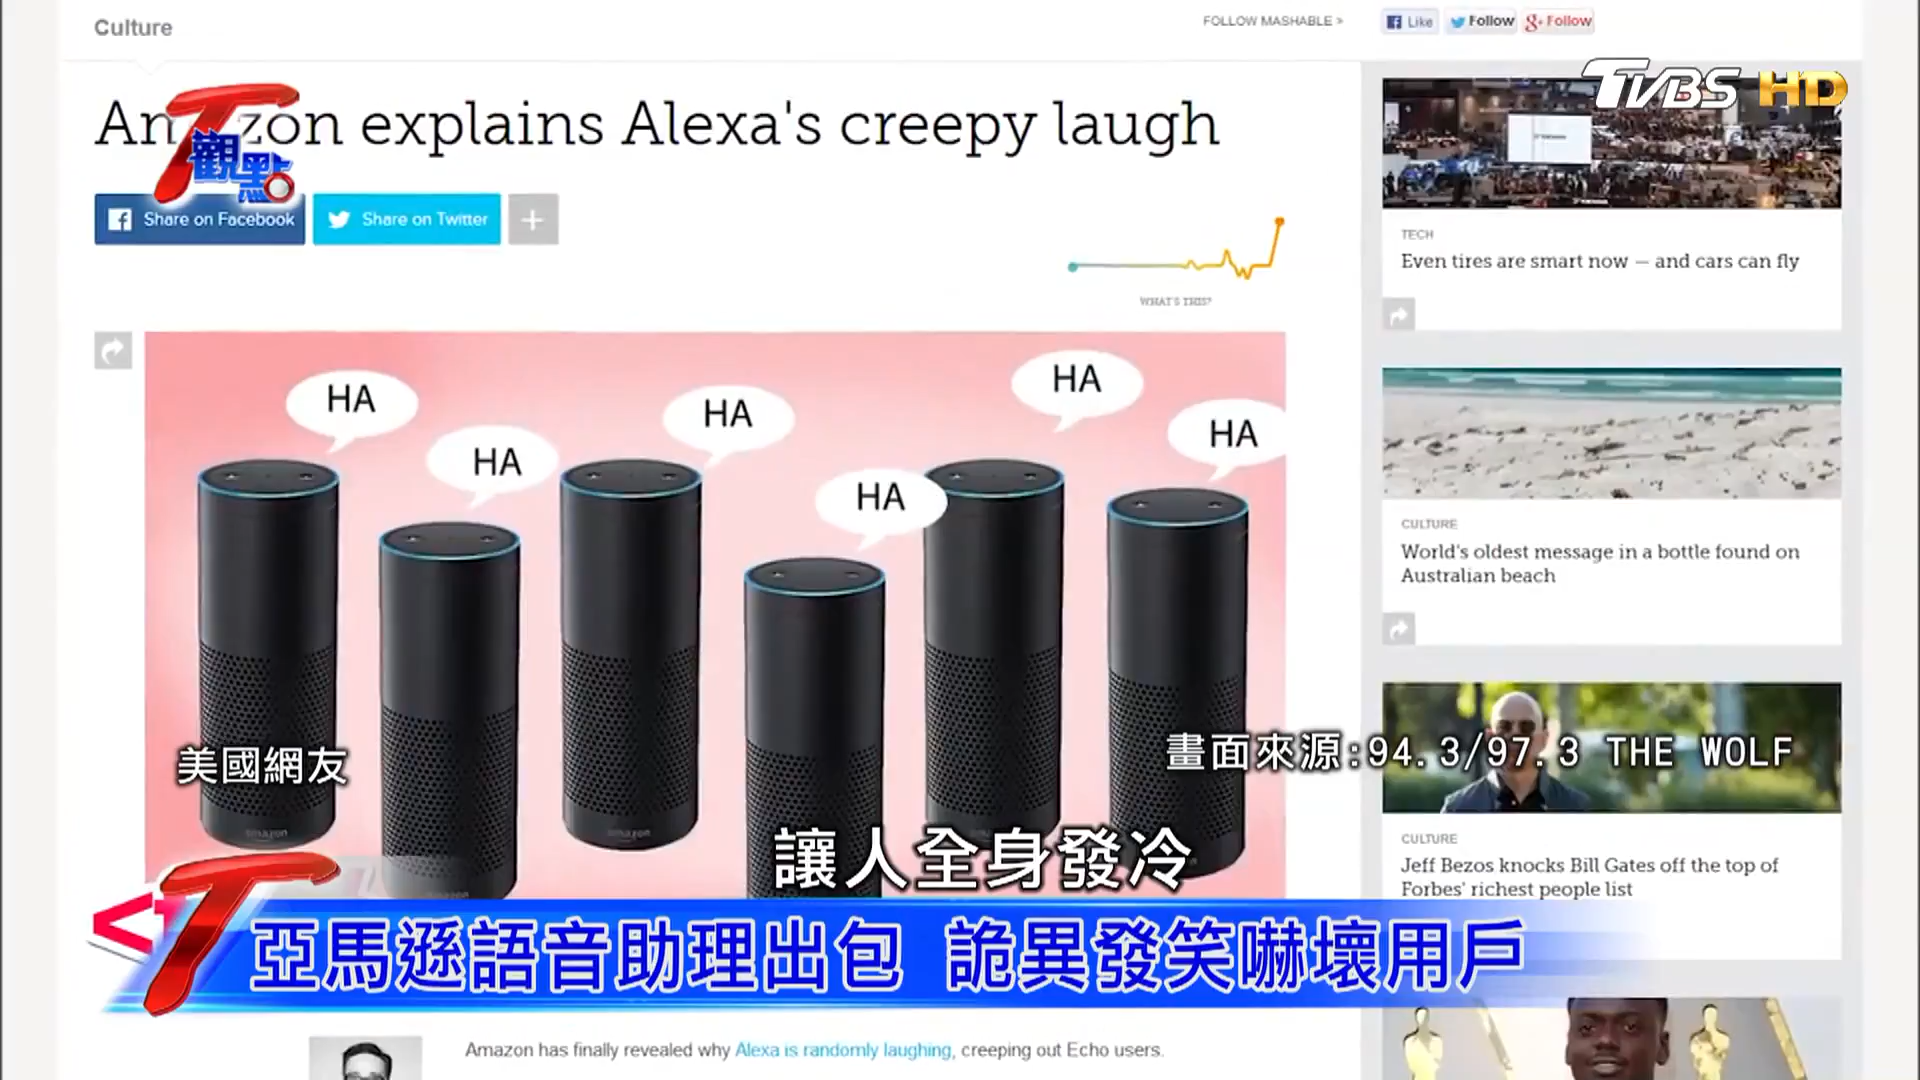 Culture
FOLLOW MASHABLE >
Like
Follow
Follow
TVBS HD
Amazon explains Alexa's creepy laugh
T觀點
Share on Facebook
Share on Twitter
+
WHAT'S THIS?
HA
HA
HA
HA
HA
HA
amazon
amazon
TECH
Even tires are smart now — and cars can fly
CULTURE
World's oldest message in a bottle found on
Australian beach
CULTURE
Jeff Bezos knocks Bill Gates off the top of
Forbes' richest people list
美國網友
畫面來源:94.3/97.3 THE WOLF
讓人全身發冷
亞馬遜語音助理出包 詭異發笑嚇壞用戶
Amazon has finally revealed why Alexa is randomly laughing, creeping out Echo users.